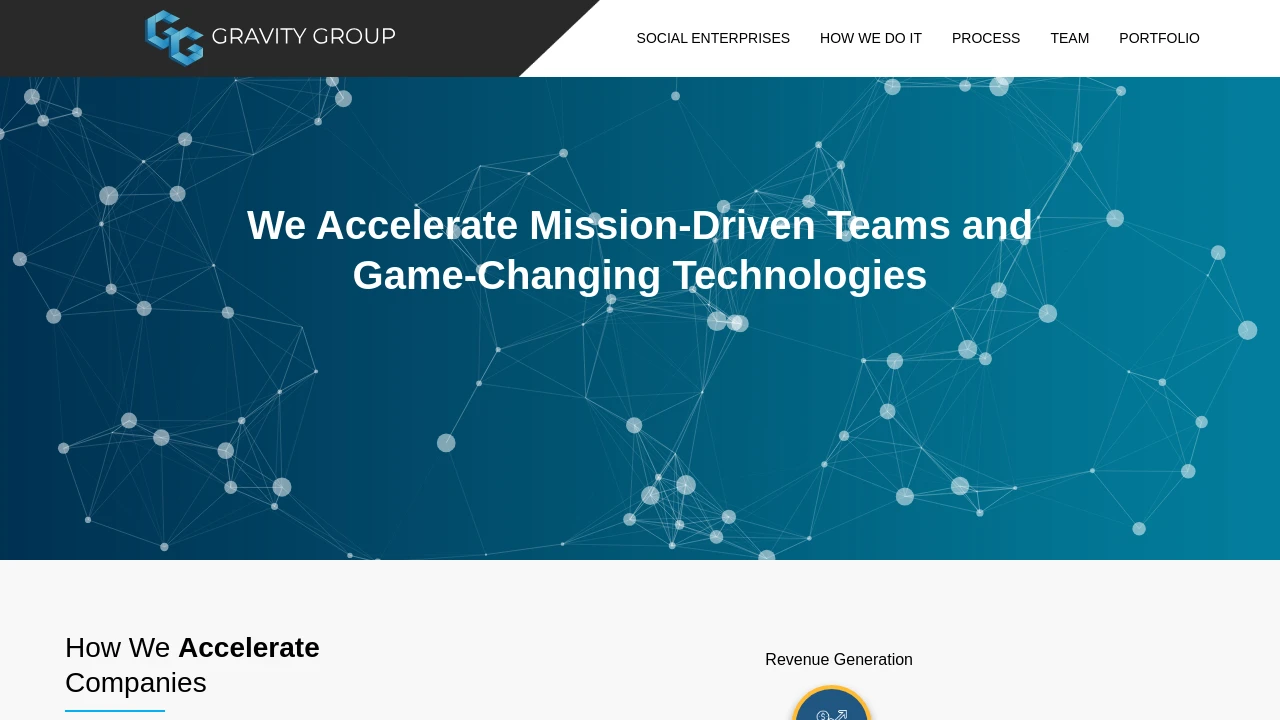 GRAVITY GROUP
SOCIAL ENTERPRISES
HOW WE DO IT
PROCESS
TEAM
PORTFOLIO
We Accelerate Mission-Driven Teams and
Game-Changing Technologies
How We Accelerate
Companies
Revenue Generation